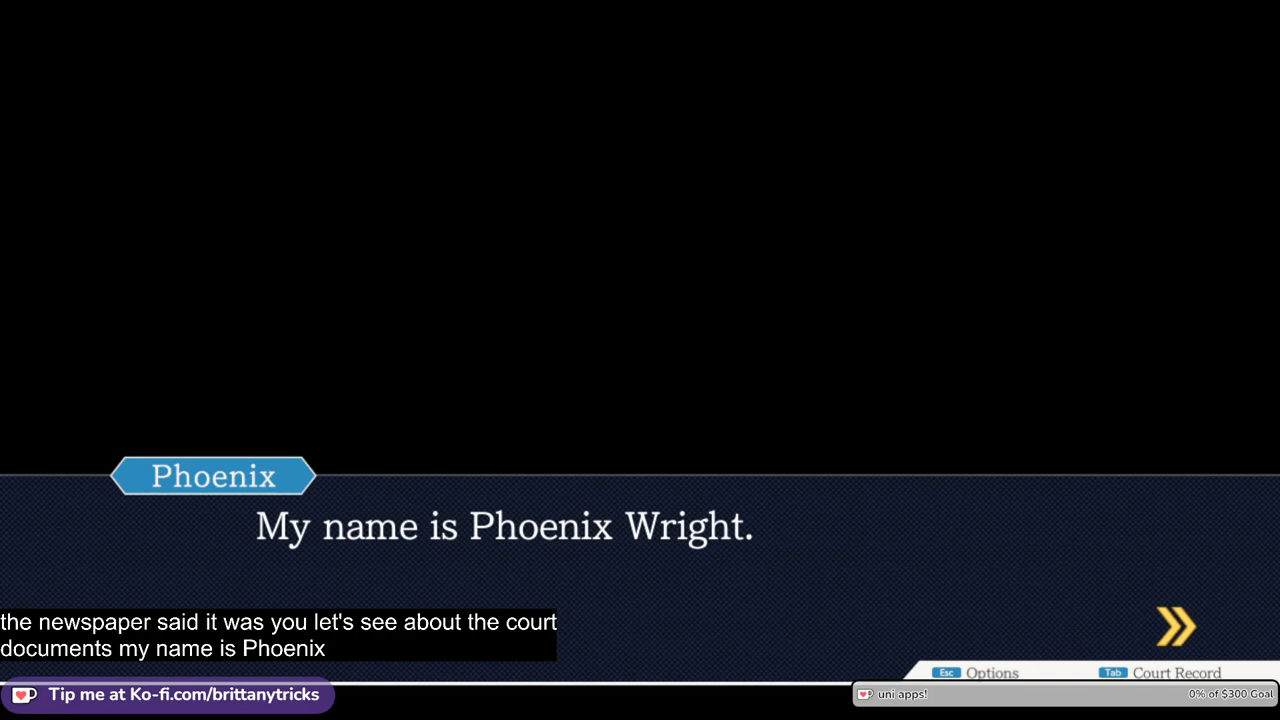 Phoenix
My name is Phoenix Wright.
the newspaper said it was you let's see about the court
documents my name is Phoenix
Esc Options Tab Court Record
Tip me at Ko-fi.com/brittanytricks
uni apps! 0% of $300 Goal